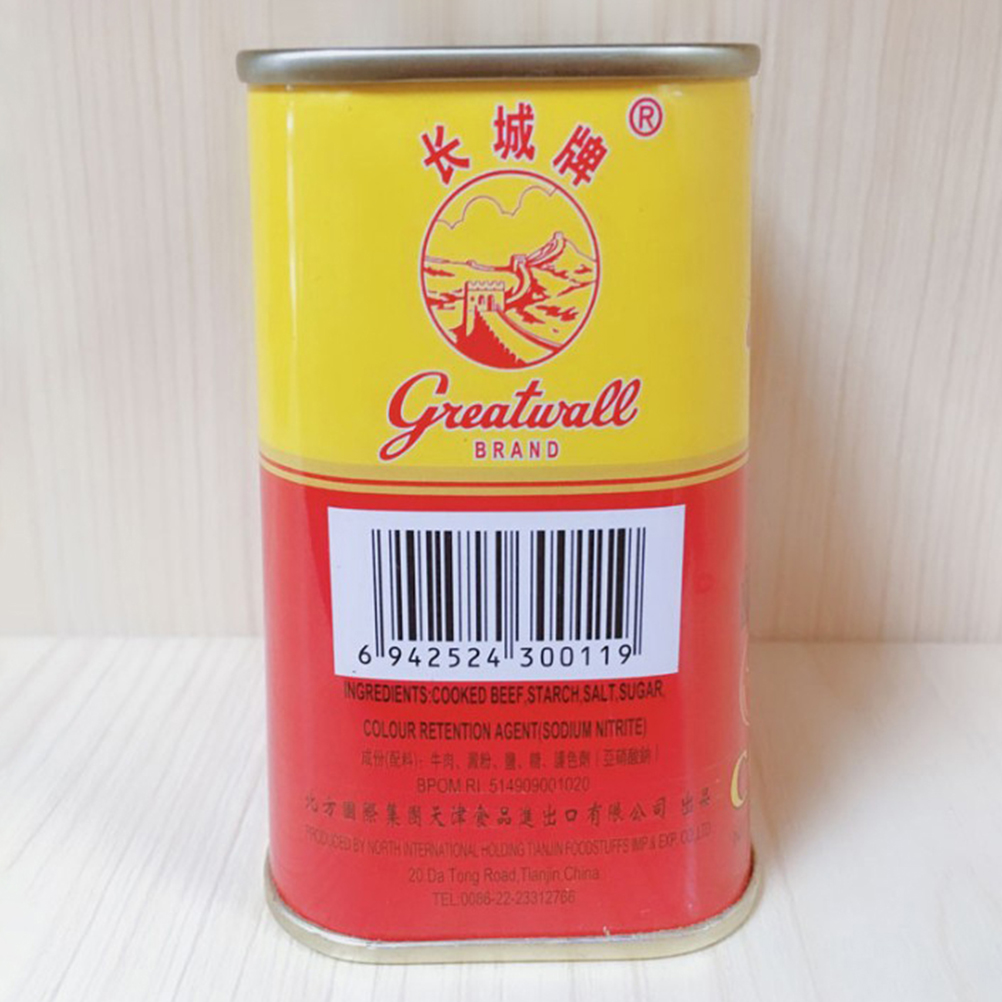 长城牌®
Greatwall
BRAND
6 942524 300119
INGREDIENTS:COOKED BEEF,STARCH,SALT,SUGAR,
COLOUR RETENTION AGENT(SODIUM NITRITE)
成份(配料)：牛肉、澱粉、鹽、糖、護色劑（亞硝酸鈉）
BPOM RI. 514909001020
北方國際集團天津食品進出口有限公司 出品
PRODUCED BY NORTH INTERNATIONAL HOLDING TIANJIN FOODSTUFFS IMP.& EXP. CO.,LTD.
20.Da Tong Road,Tianjin,China
TEL:0086-22-23312766